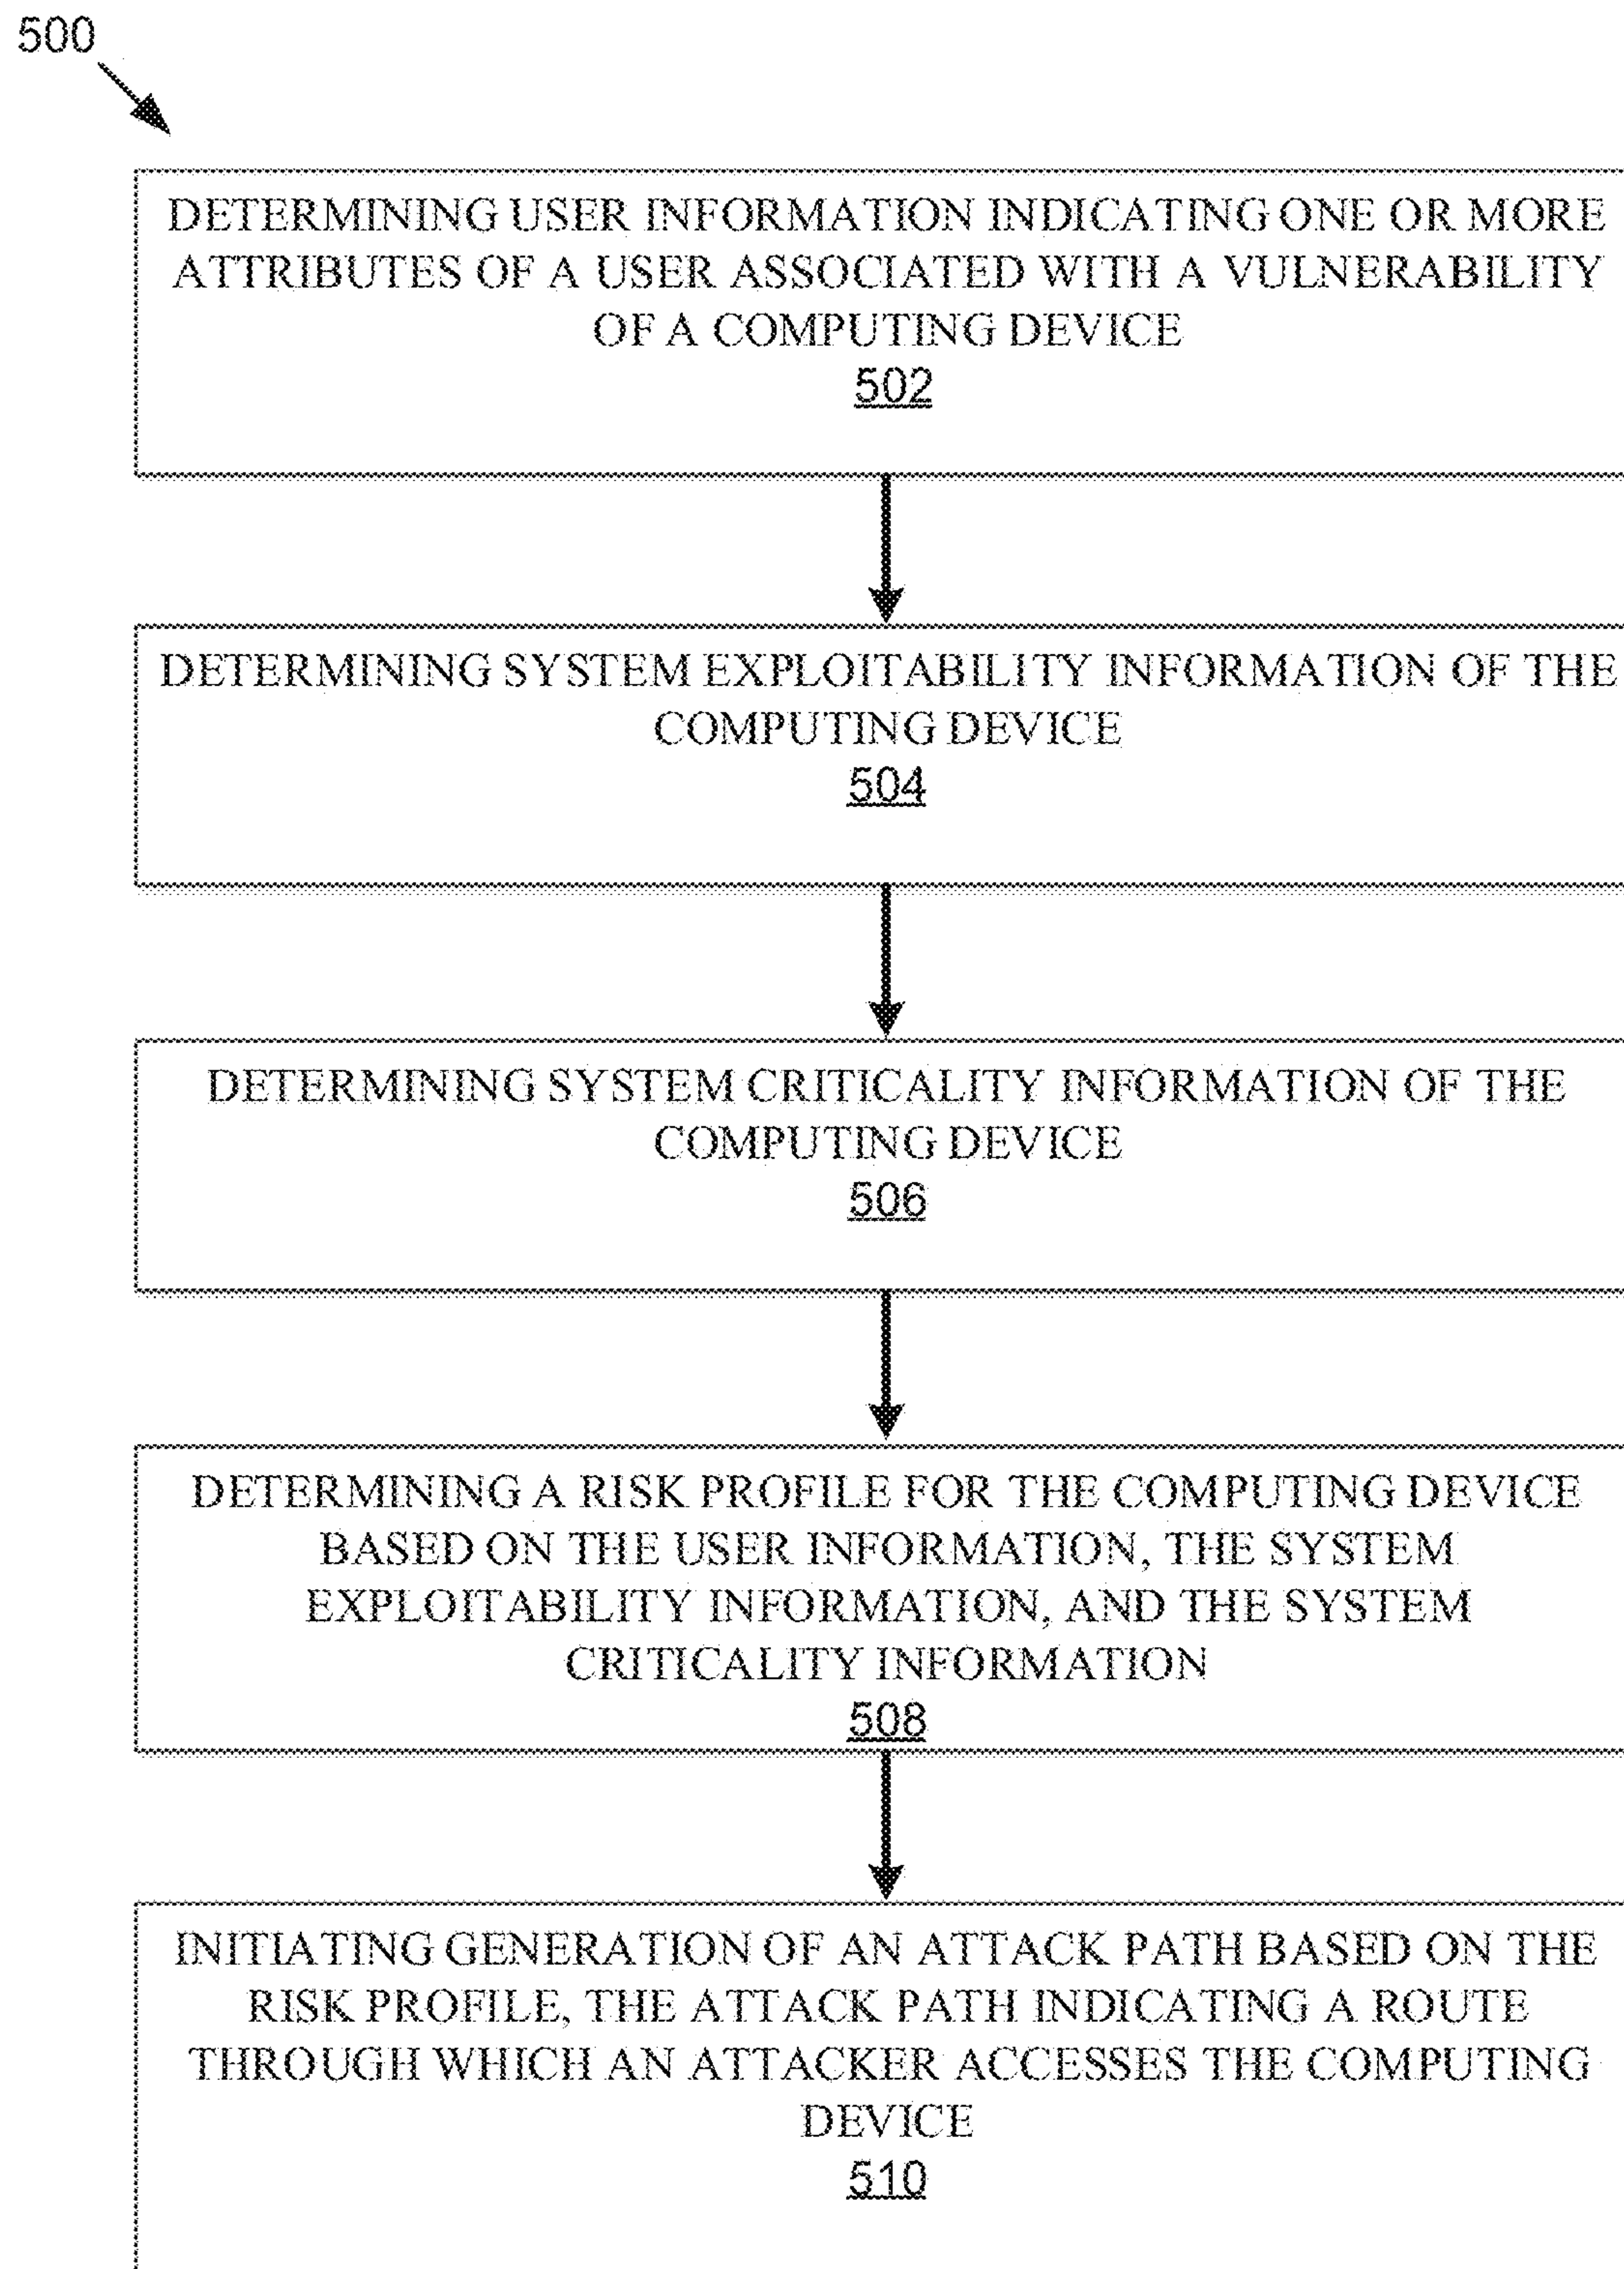 500
DETERMINING USER INFORMATION INDICATING ONE OR MORE
ATTRIBUTES OF A USER ASSOCIATED WITH A VULNERABILITY
OF A COMPUTING DEVICE
502
DETERMINING SYSTEM EXPLOITABILITY INFORMATION OF THE
COMPUTING DEVICE
504
DETERMINING SYSTEM CRITICALITY INFORMATION OF THE
COMPUTING DEVICE
506
DETERMINING A RISK PROFILE FOR THE COMPUTING DEVICE
BASED ON THE USER INFORMATION, THE SYSTEM
EXPLOITABILITY INFORMATION, AND THE SYSTEM
CRITICALITY INFORMATION
508
INITIATING GENERATION OF AN ATTACK PATH BASED ON THE
RISK PROFILE, THE ATTACK PATH INDICATING A ROUTE
THROUGH WHICH AN ATTACKER ACCESSES THE COMPUTING
DEVICE
510